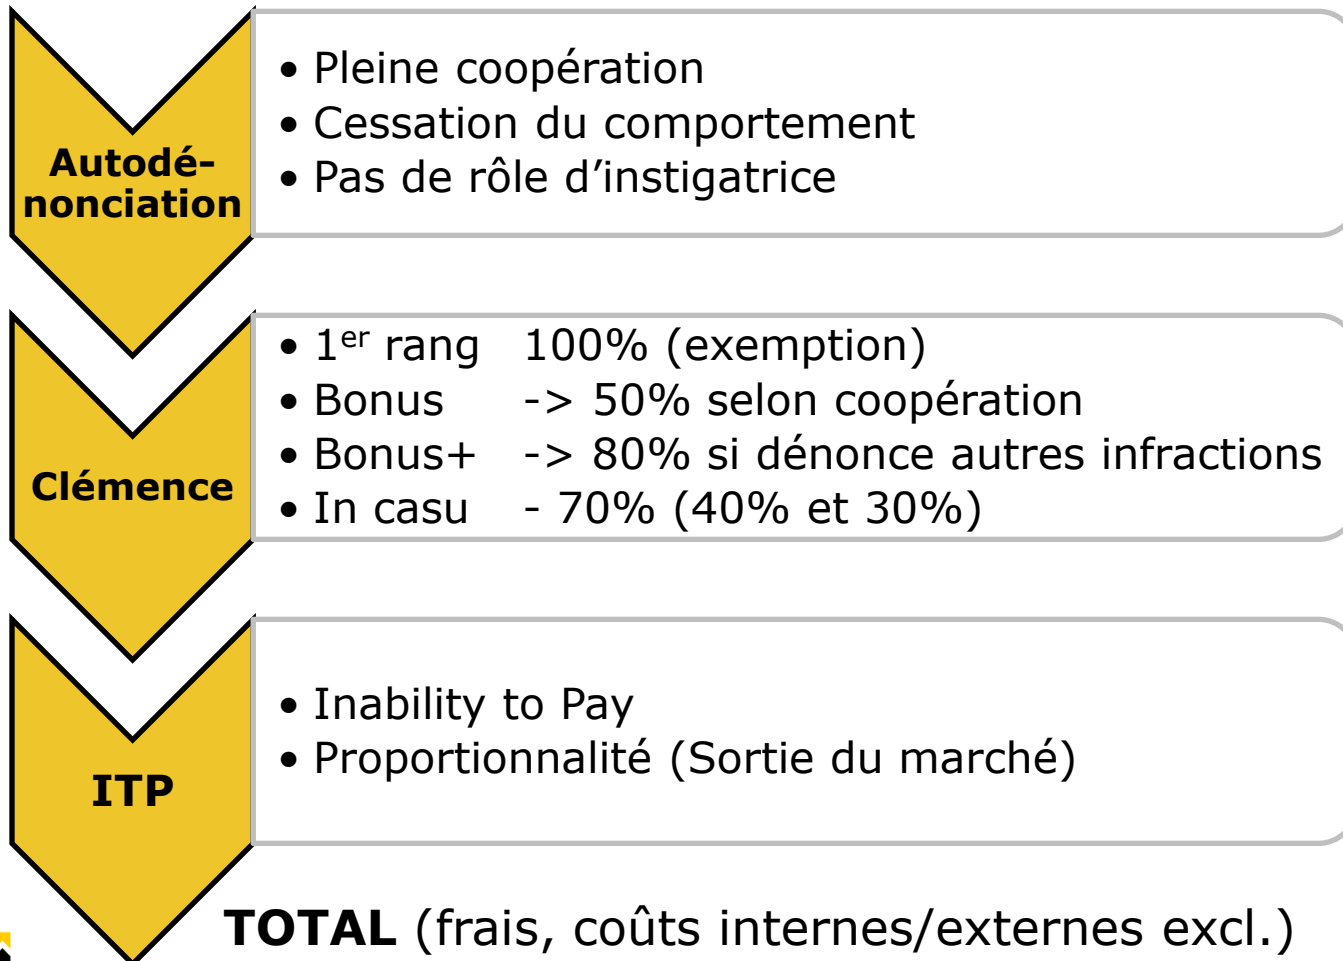 Autodé-
nonciation
• Pleine coopération
• Cessation du comportement
• Pas de rôle d’instigatrice
Clémence
• 1er rang 100% (exemption)
• Bonus -> 50% selon coopération
• Bonus+ -> 80% si dénonce autres infractions
• In casu - 70% (40% et 30%)
ITP
• Inability to Pay
• Proportionnalité (Sortie du marché)
TOTAL (frais, coûts internes/externes excl.)